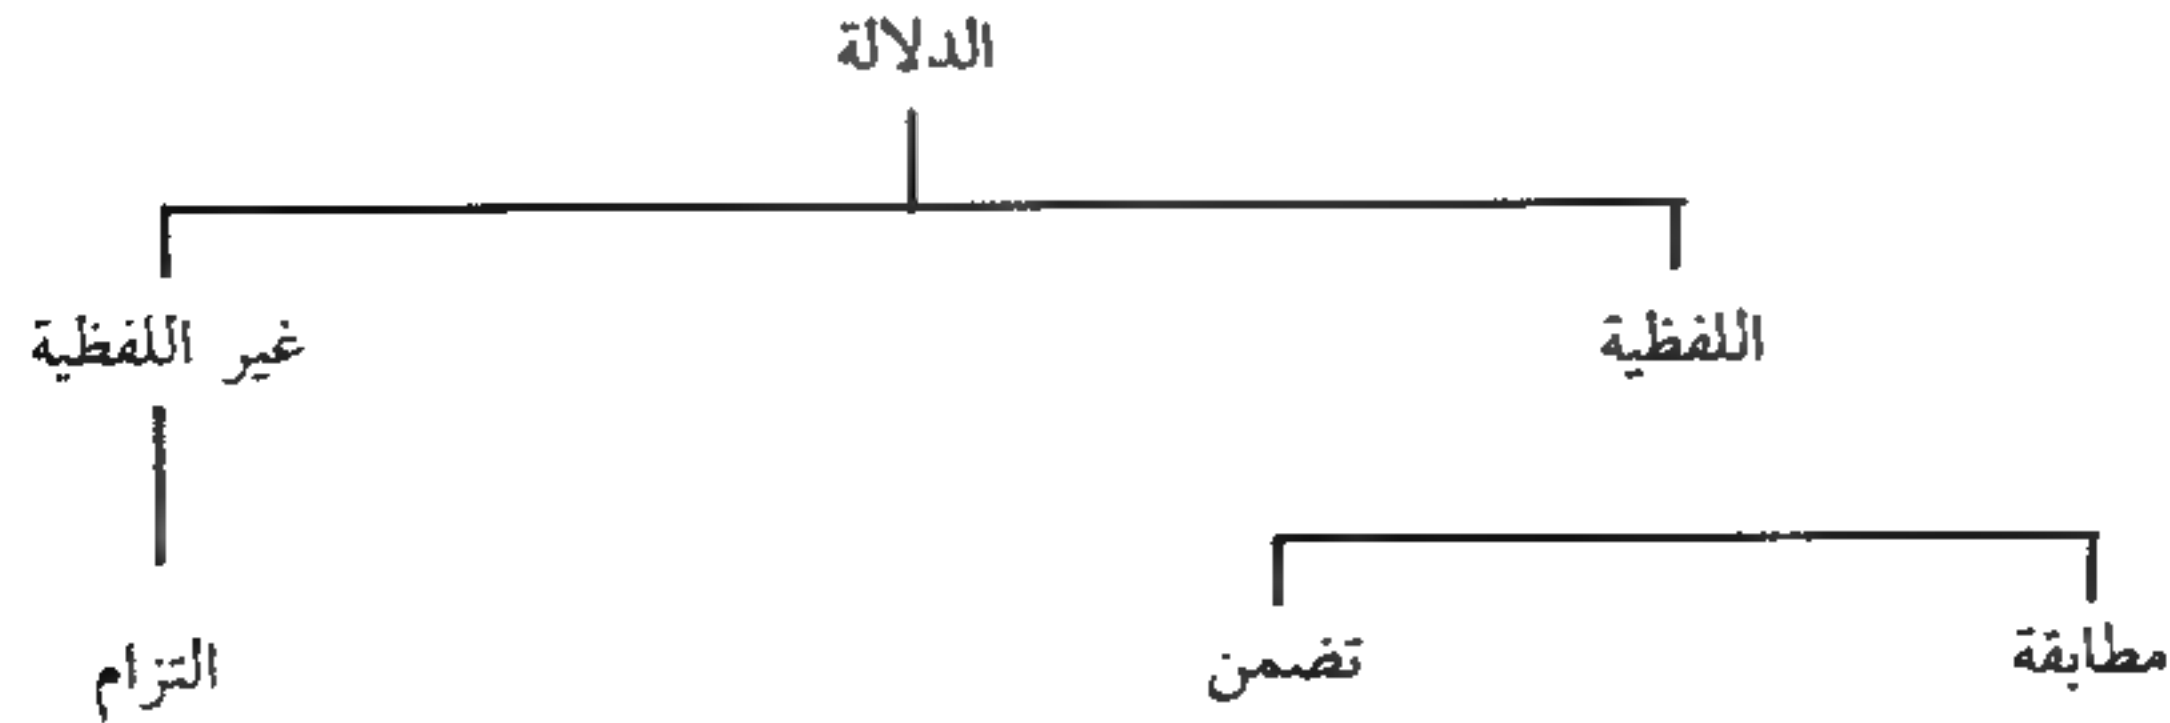 الدلالة
اللفظية
غير اللفظية
مطابقة
تضمن
التزام